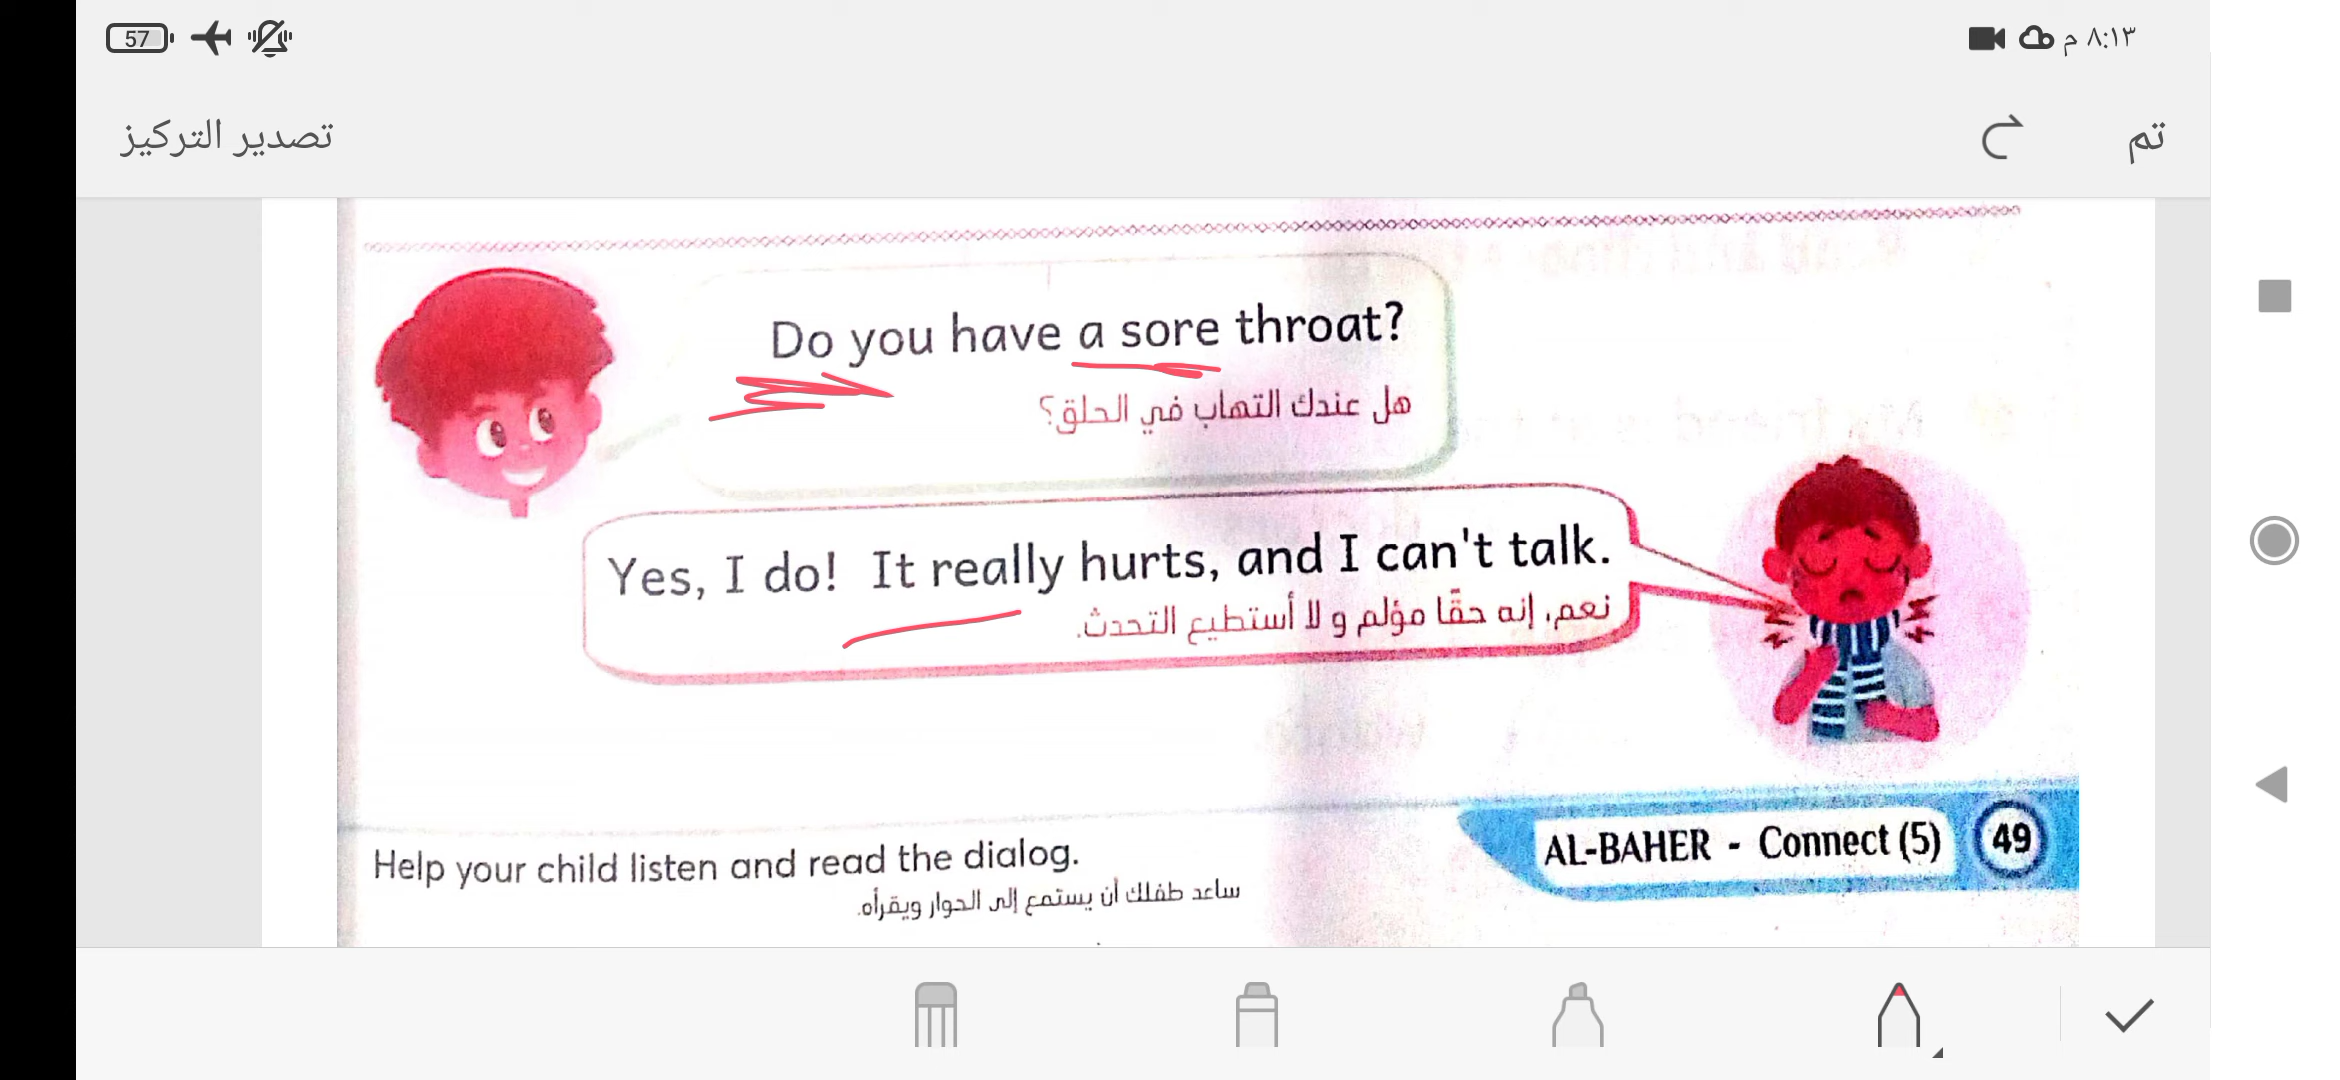 57
٨:١٣ م
تصدير التركيز
تم
Do you have a sore throat?
هل عندك التهاب في الحلق؟
Yes, I do! It really hurts, and I can't talk.
نعم، إنه حقًا مؤلم و لا أستطيع التحدث.
Help your child listen and read the dialog.
ساعد طفلك أن يستمع إلى الحوار ويقرأه.
AL-BAHER - Connect (5) 49